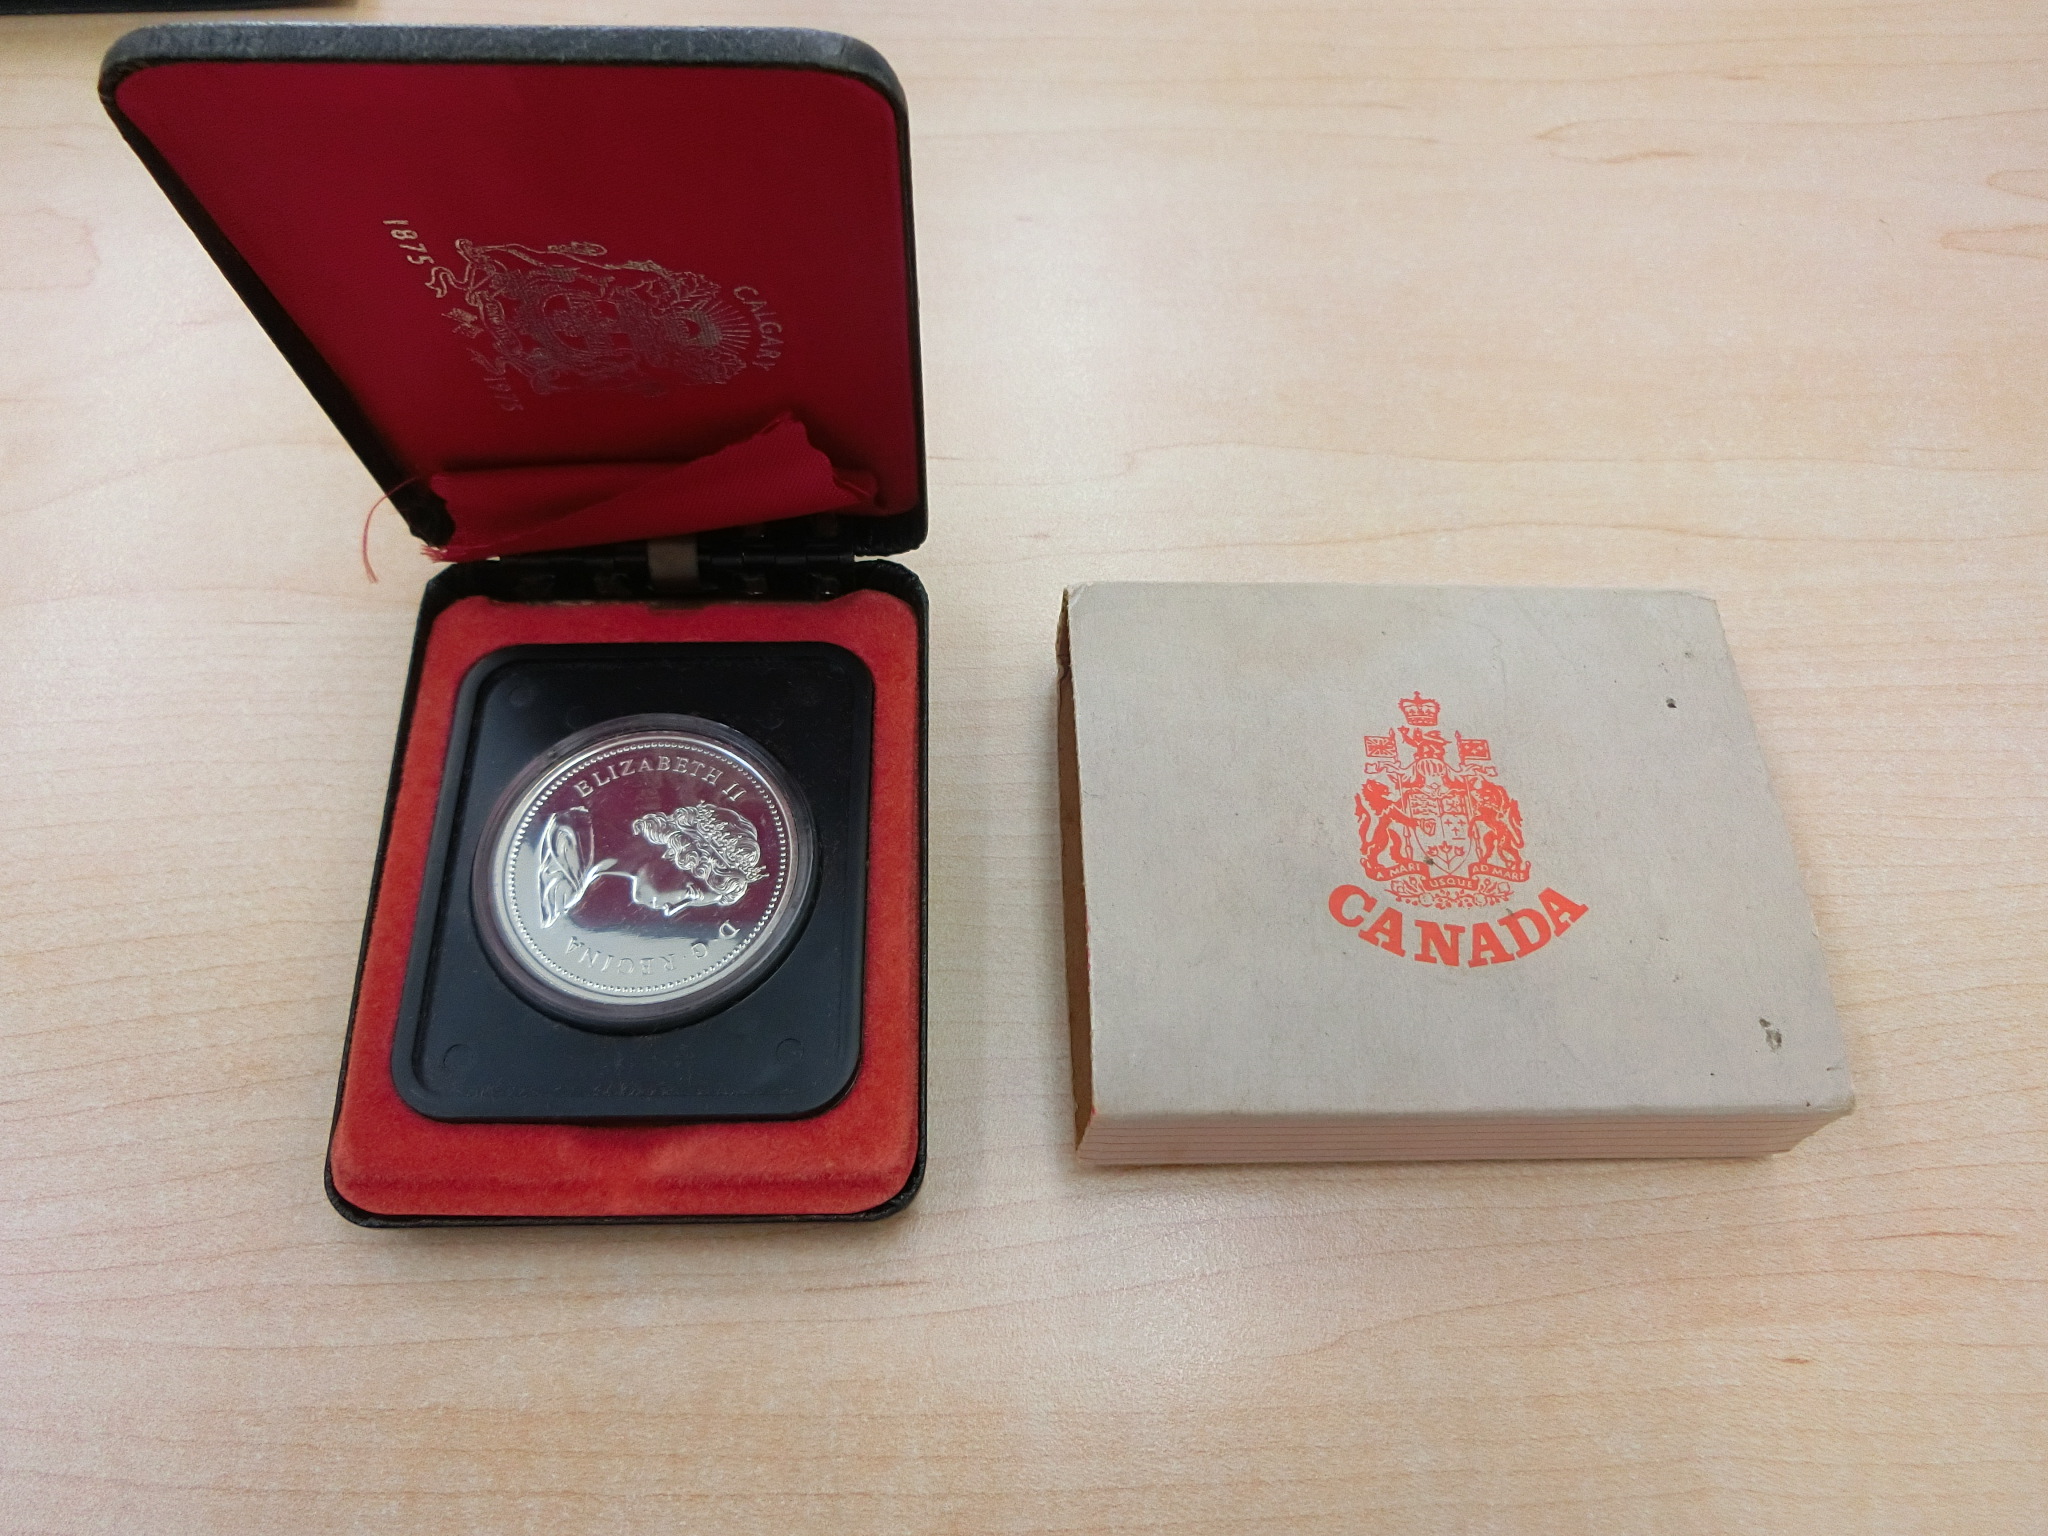 CALGARY
1875
1975
ELIZABETH II
D·G·REGINA
A MARI USQUE AD MARE
CANADA